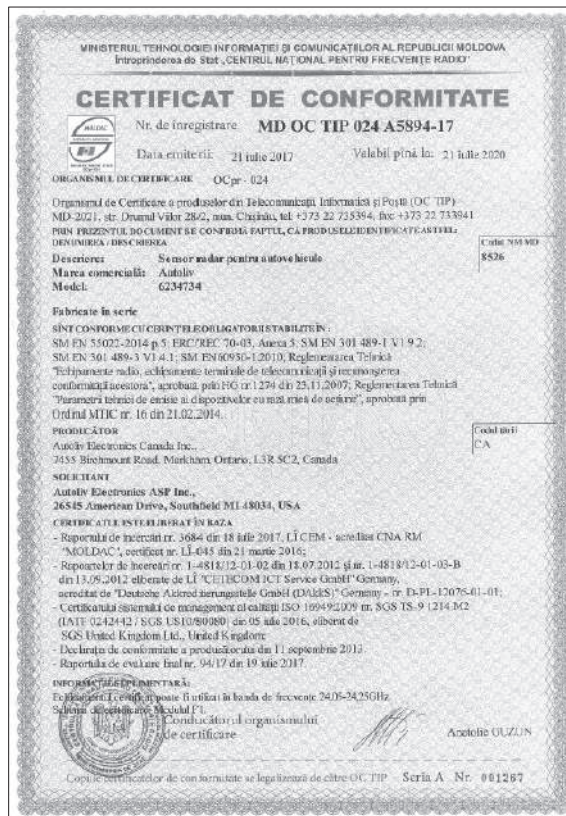 MINISTERUL TEHNOLOGIEI INFORMAȚIEI ȘI COMUNICAȚIILOR AL REPUBLICII MOLDOVA
Întreprinderea de Stat „CENTRUL NAȚIONAL PENTRU FRECVENȚE RADIO”
CERTIFICAT DE CONFORMITATE
MOLDAC
Nr. de înregistrare MD OC TIP 024 A5894-17
Data emiterii: 21 iulie 2017 Valabil pînă la: 21 iulie 2020
ORGANISMUL DE CERTIFICARE OCpr - 024
Organismul de Certificare a produselor din Telecomunicații, Informatică și Poștă (OC TIP)
MD-2021, str. Drumul Viilor 28/2, mun. Chișinău, tel: +373 22 735394, fax: +373 22 733941
PRIN PREZENTUL DOCUMENT SE CONFIRMĂ FAPTUL, CĂ PRODUSELE IDENTIFICATE ASTFEL:
DENUMIREA / DESCRIEREA
Codul NM MD
8526
Descriere: Sensor radar pentru autovehicule
Marca comercială: Autoliv
Model: 6234734
Fabricate în serie
SÎNT CONFORME CU CERINȚELE OBLIGATORII STABILITE ÎN :
SM EN 55022-2014 p 5; ERC/REC 70-03, Anexa 5; SM EN 301 489-1 V1.9.2;
SM EN 301 489-3 V1.4.1; SM EN60950-1:2010; Reglementarea Tehnică
"Echipamente radio, echipamente terminale de telecomunicații și recunoașterea
conformității acestora", aprobată prin HG nr.1274 din 23.11.2007; Reglementarea Tehnică
"Parametrii tehnici de emisie ai dispozitivelor cu rază mică de acțiune", aprobată prin
Ordinul MTIC nr. 16 din 21.02.2014.
PRODUCĂTOR
Codul țării
CA
Autoliv Electronics Canada Inc.,
7455 Birchmount Road, Markham, Ontario, L3R 5C2, Canada
SOLICITANT
Autoliv Electronics ASP Inc.,
26545 American Drive, Southfield MI 48034, USA
CERTIFICATUL ESTE ELIBERAT ÎN BAZA
- Raportului de încercări nr. 3684 din 18 iulie 2017, LÎ CEM - acreditat CNA RM
"MOLDAC", certificat nr. LÎ-045 din 21 martie 2016;
- Rapoartelor de încercări nr. 1-4818/12-01-02 din 18.07.2012 și nr. 1-4818/12-01-03-B
din 13.09.2012 eliberate de LÎ "CETECOM ICT Service GmbH" Germany,
acreditat de "Deutsche Akkreditierungsstelle GmbH (DAkkS)" Germany - nr. D-PL-12076-01-01;
- Certificatului sistemului de management al calității ISO 16949:2009 nr. SGS TS-9 1214 M2
(IATF 0242442 / SGS US10/80080) din 05 iulie 2016, eliberat de
SGS United Kingdom Ltd., United Kingdom;
- Declarația de conformitate a producătorului din 11 septembrie 2013.
- Raportului de evaluare final nr. 94/17 din 19 iulie 2017.
INFORMAȚIE SUPLIMENTARĂ:
Echipamentul certificat poate fi utilizat în banda de frecvențe 24,05-24,25GHz
Schema de certificare: Modulul F1.
Conducătorul organismului
de certificare
Anatolie GUZUN
Copiile certificatelor de conformitate se legalizează de către OC TIP Seria A Nr. 001267